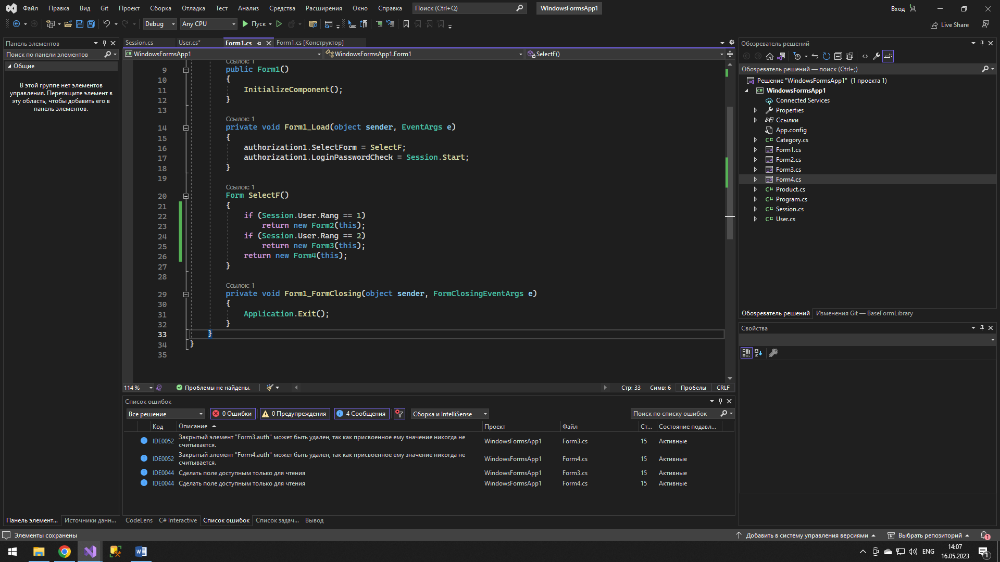 Файл Правка Вид Git Проект Сборка Отладка Тест Анализ Средства Расширения Окно Справка Поиск (Ctrl+Q) WindowsFormsApp1 Вход
Debug Any CPU Пуск Live Share
Панель элементов
Поиск по панели элементов
Общие
В этой группе нет элементов
управления. Перетащите элемент в
эту область, чтобы добавить его в
панель элементов.
Session.cs User.cs* Form1.cs Form1.cs [Конструктор]
WindowsFormsApp1 WindowsFormsApp1.Form1 SelectF()
Ссылок: 1
9 public Form1()
10 {
11 InitializeComponent();
12 }
13
Ссылок: 1
14 private void Form1_Load(object sender, EventArgs e)
15 {
16 authorization1.SelectForm = SelectF;
17 authorization1.LoginPasswordCheck = Session.Start;
18 }
19
Ссылок: 1
20 Form SelectF()
21 {
22 if (Session.User.Rang == 1)
23 return new Form2(this);
24 if (Session.User.Rang == 2)
25 return new Form3(this);
26 return new Form4(this);
27 }
28
Ссылок: 1
29 private void Form1_FormClosing(object sender, FormClosingEventArgs e)
30 {
31 Application.Exit();
32 }
33 }
34 }
35
114 % Проблемы не найдены. Стр: 33 Симв: 6 Пробелы CRLF
Список ошибок
Все решение 0 Ошибки 0 Предупреждения 4 Сообщения Сборка и IntelliSense Поиск по списку ошибок
Код Описание Проект Файл Ст... Состояние подавл...
IDE0052 Закрытый элемент "Form3.auth" может быть удален, так как присвоенное ему значение никогда не
считывается. WindowsFormsApp1 Form3.cs 15 Активные
IDE0052 Закрытый элемент "Form4.auth" может быть удален, так как присвоенное ему значение никогда не
считывается. WindowsFormsApp1 Form4.cs 15 Активные
IDE0044 Сделать поле доступным только для чтения WindowsFormsApp1 Form3.cs 15 Активные
IDE0044 Сделать поле доступным только для чтения WindowsFormsApp1 Form4.cs 15 Активные
Панель элемент... Источники данн... CodeLens C# Interactive Список ошибок Список задач... Вывод
Обозреватель решений
Обозреватель решений — поиск (Ctrl+;)
Решение "WindowsFormsApp1" (1 проекта 1)
C# WindowsFormsApp1
Connected Services
Properties
Ссылки
App.config
C# Category.cs
Form1.cs
Form2.cs
Form3.cs
Form4.cs
C# Product.cs
C# Program.cs
C# Session.cs
C# User.cs
Обозреватель решений Изменения Git — BaseFormLibrary
Свойства
Элементы сохранены Добавить в систему управления версиями Выбрать репозиторий 1
ENG 14:07
16.05.2023 1